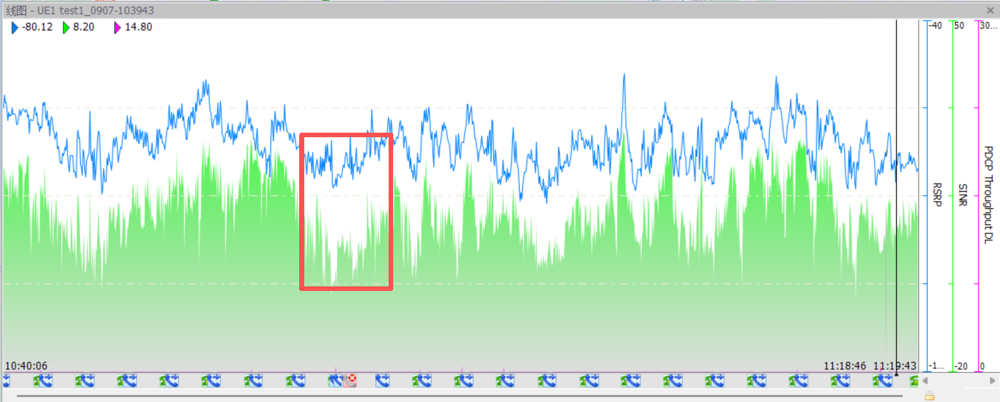 线图 - UE1 test1_0907-103943
-80.12 8.20 14.80
-40 50 30...
RSRP
SINR
PDCP Throughput DL
10:40:06 11:18:46 11:19:43 -1... -20 0